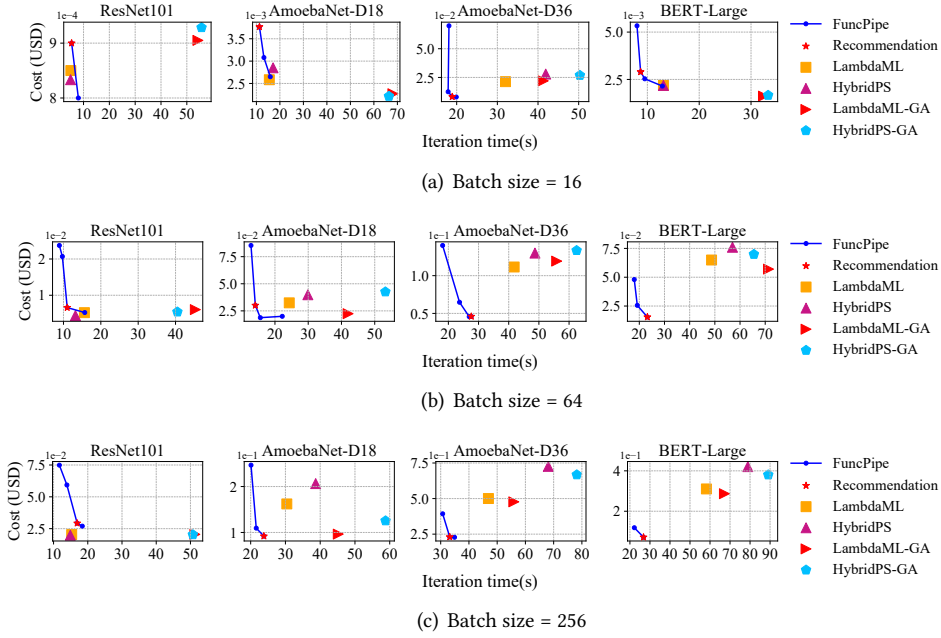 ResNet101 AmoebaNet-D18 AmoebaNet-D36 BERT-Large
1e−4 1e−3 1e−2 1e−3
Cost (USD)
9
8
3.5
3.0
2.5
5.0
2.5
5.0
2.5
10 20 30 40 50
10 20 30 40 50 60 70
10 20 30 40 50
10 20 30
Iteration time(s)
FuncPipe
Recommendation
LambdaML
HybridPS
LambdaML-GA
HybridPS-GA
(a) Batch size = 16
ResNet101 AmoebaNet-D18 AmoebaNet-D36 BERT-Large
1e−2 1e−2 1e−1 1e−2
Cost (USD)
2
1
7.5
5.0
2.5
1.0
0.5
7.5
5.0
2.5
10 20 30 40
20 30 40 50
20 30 40 50 60
20 30 40 50 60 70
Iteration time(s)
FuncPipe
Recommendation
LambdaML
HybridPS
LambdaML-GA
HybridPS-GA
(b) Batch size = 64
ResNet101 AmoebaNet-D18 AmoebaNet-D36 BERT-Large
1e−2 1e−1 1e−1 1e−1
Cost (USD)
7.5
5.0
2.5
2
1
7.5
5.0
2.5
4
2
10 20 30 40 50
20 30 40 50 60
30 40 50 60 70 80
20 30 40 50 60 70 80 90
Iteration time(s)
FuncPipe
Recommendation
LambdaML
HybridPS
LambdaML-GA
HybridPS-GA
(c) Batch size = 256